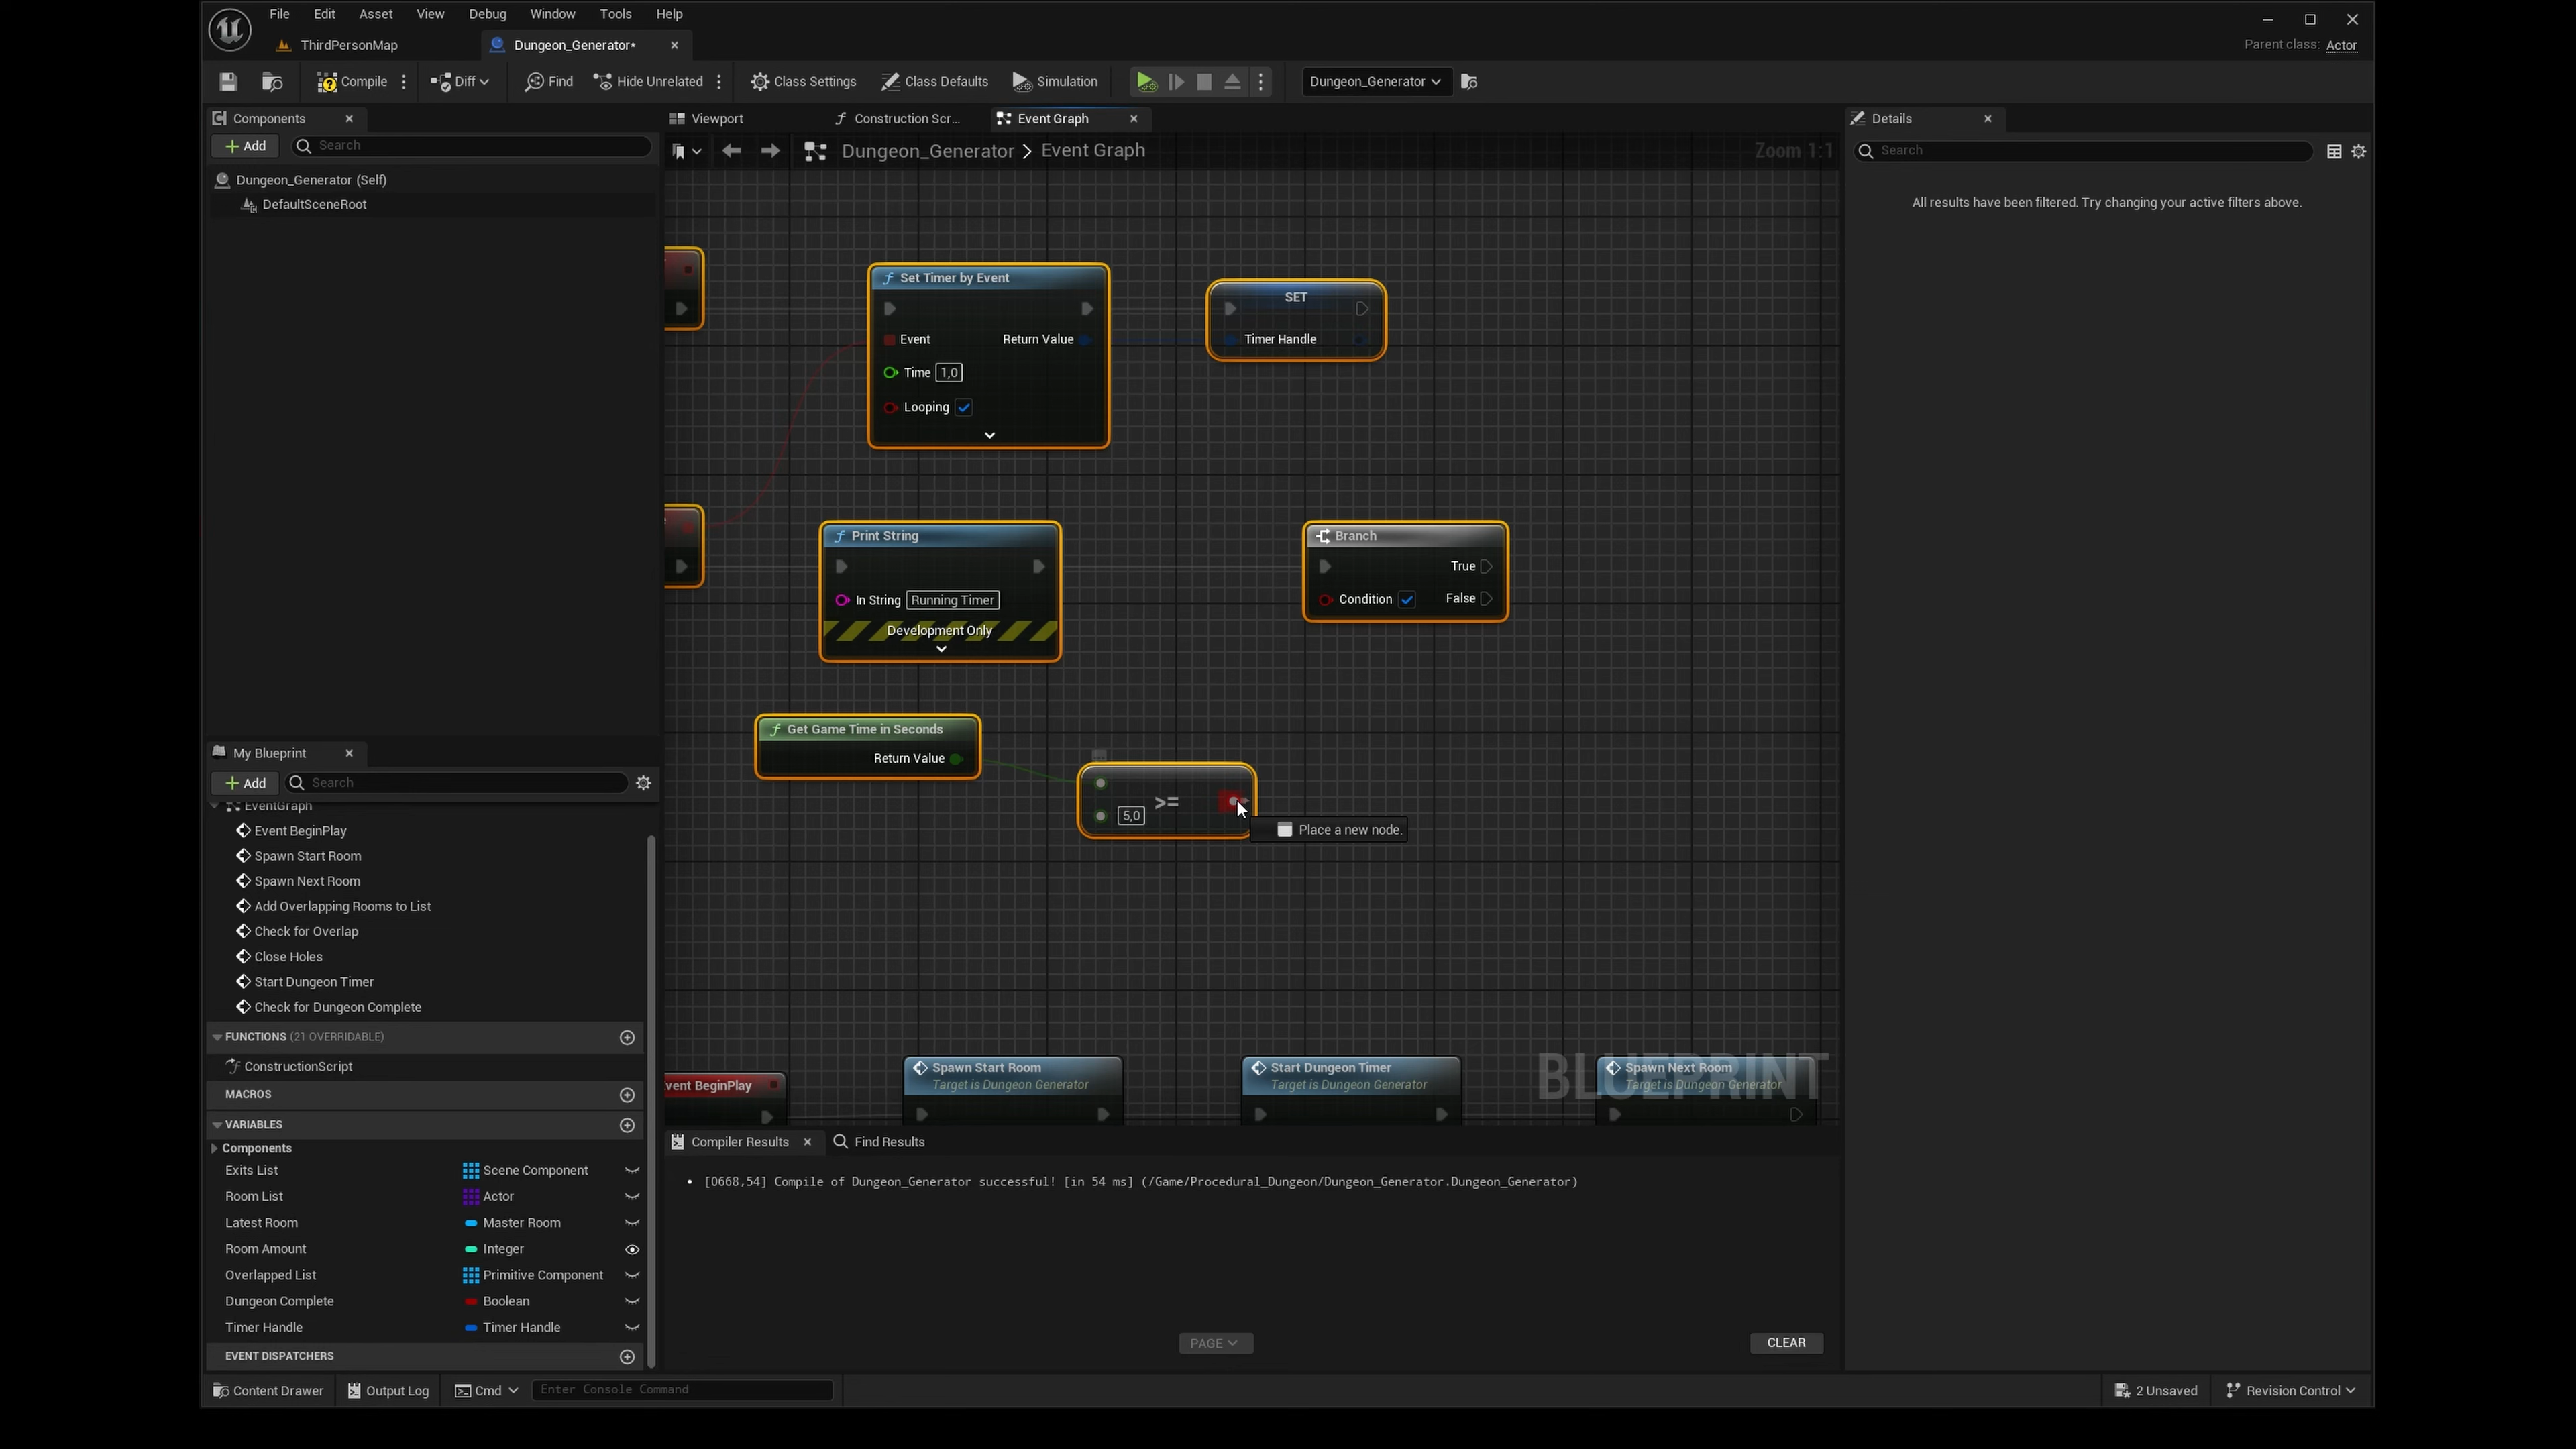 File Edit Asset View Debug Window Tools Help
ThirdPersonMap
Dungeon_Generator*
Parent class: Actor
Compile
Diff
Find
Hide Unrelated
Class Settings
Class Defaults
Simulation
Dungeon_Generator
Components
Add
Search
Dungeon_Generator (Self)
DefaultSceneRoot
Viewport
Construction Scr...
Event Graph
Dungeon_Generator > Event Graph
Zoom 1:1
Details
Search
All results have been filtered. Try changing your active filters above.
Set Timer by Event
Event
Return Value
Time 1,0
Looping
SET
Timer Handle
Print String
In String Running Timer
Development Only
Branch
True
Condition
False
Get Game Time in Seconds
Return Value
>=
5,0
Place a new node.
Event BeginPlay
Spawn Start Room
Target is Dungeon Generator
Start Dungeon Timer
Target is Dungeon Generator
Spawn Next Room
Target is Dungeon Generator
BLUEPRINT
My Blueprint
Add
Search
EventGraph
Event BeginPlay
Spawn Start Room
Spawn Next Room
Add Overlapping Rooms to List
Check for Overlap
Close Holes
Start Dungeon Timer
Check for Dungeon Complete
FUNCTIONS (21 OVERRIDABLE)
ConstructionScript
MACROS
VARIABLES
Components
Exits List Scene Component
Room List Actor
Latest Room Master Room
Room Amount Integer
Overlapped List Primitive Component
Dungeon Complete Boolean
Timer Handle Timer Handle
EVENT DISPATCHERS
Compiler Results
Find Results
[0668,54] Compile of Dungeon_Generator successful! [in 54 ms] (/Game/Procedural_Dungeon/Dungeon_Generator.Dungeon_Generator)
PAGE
CLEAR
Content Drawer
Output Log
Cmd
Enter Console Command
2 Unsaved
Revision Control